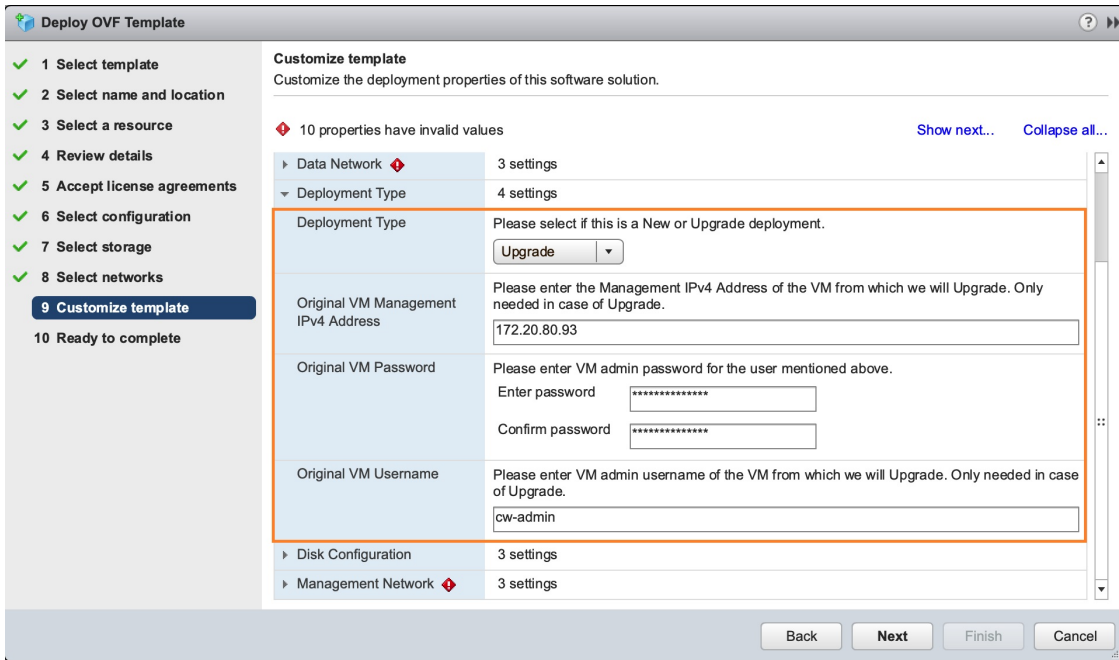 Deploy OVF Template
?
1 Select template
2 Select name and location
3 Select a resource
4 Review details
5 Accept license agreements
6 Select configuration
7 Select storage
8 Select networks
9 Customize template
10 Ready to complete
Customize template
Customize the deployment properties of this software solution.
10 properties have invalid values
Show next...
Collapse all...
Data Network
3 settings
Deployment Type
4 settings
Deployment Type
Please select if this is a New or Upgrade deployment.
Upgrade
Original VM Management
IPv4 Address
Please enter the Management IPv4 Address of the VM from which we will Upgrade. Only
needed in case of Upgrade.
172.20.80.93
Original VM Password
Please enter VM admin password for the user mentioned above.
Enter password
**************
Confirm password
**************
Original VM Username
Please enter VM admin username of the VM from which we will Upgrade. Only needed in case
of Upgrade.
cw-admin
Disk Configuration
3 settings
Management Network
3 settings
Back
Next
Finish
Cancel